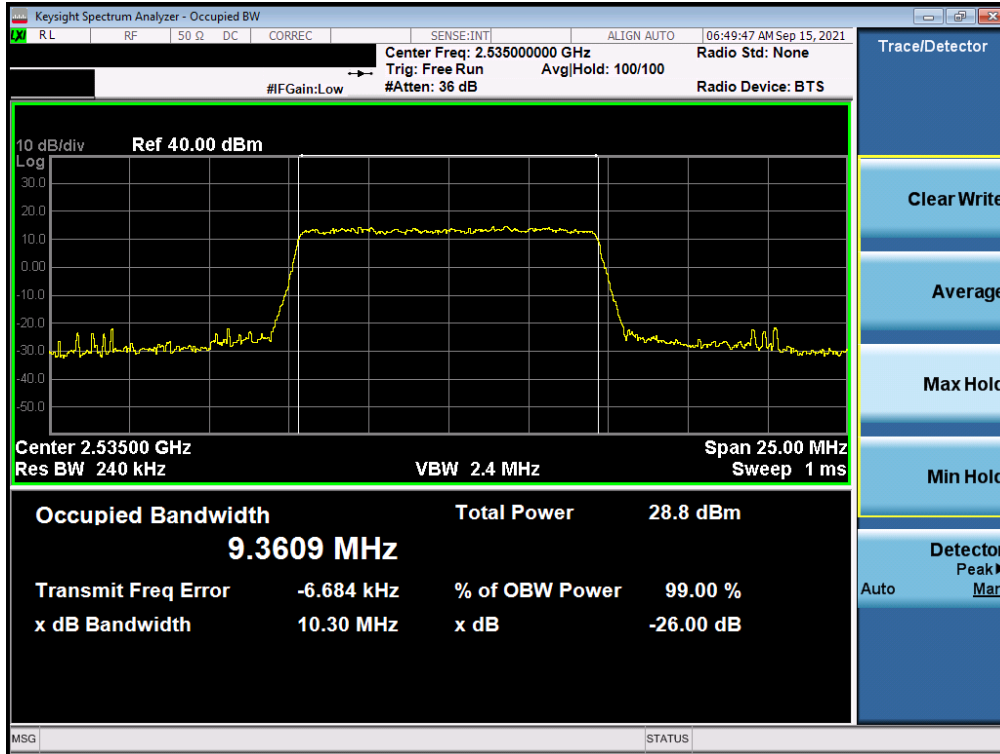 Keysight Spectrum Analyzer - Occupied BW
LXI RL RF 50 Ω DC CORREC SENSE:INT ALIGN AUTO 06:49:47 AM Sep 15, 2021
Center Freq: 2.535000000 GHz Radio Std: None
Trig: Free Run Avg|Hold: 100/100
#IFGain:Low #Atten: 36 dB Radio Device: BTS
Trace/Detector
10 dB/div Ref 40.00 dBm
Log
30.0
20.0
10.0
0.00
-10.0
-20.0
-30.0
-40.0
-50.0
Center 2.53500 GHz Span 25.00 MHz
Res BW 240 kHz VBW 2.4 MHz Sweep 1 ms
Occupied Bandwidth Total Power 28.8 dBm
9.3609 MHz
Transmit Freq Error -6.684 kHz % of OBW Power 99.00 %
x dB Bandwidth 10.30 MHz x dB -26.00 dB
Clear Write
Average
Max Hold
Min Hold
Detector
Peak
Auto Man
MSG STATUS